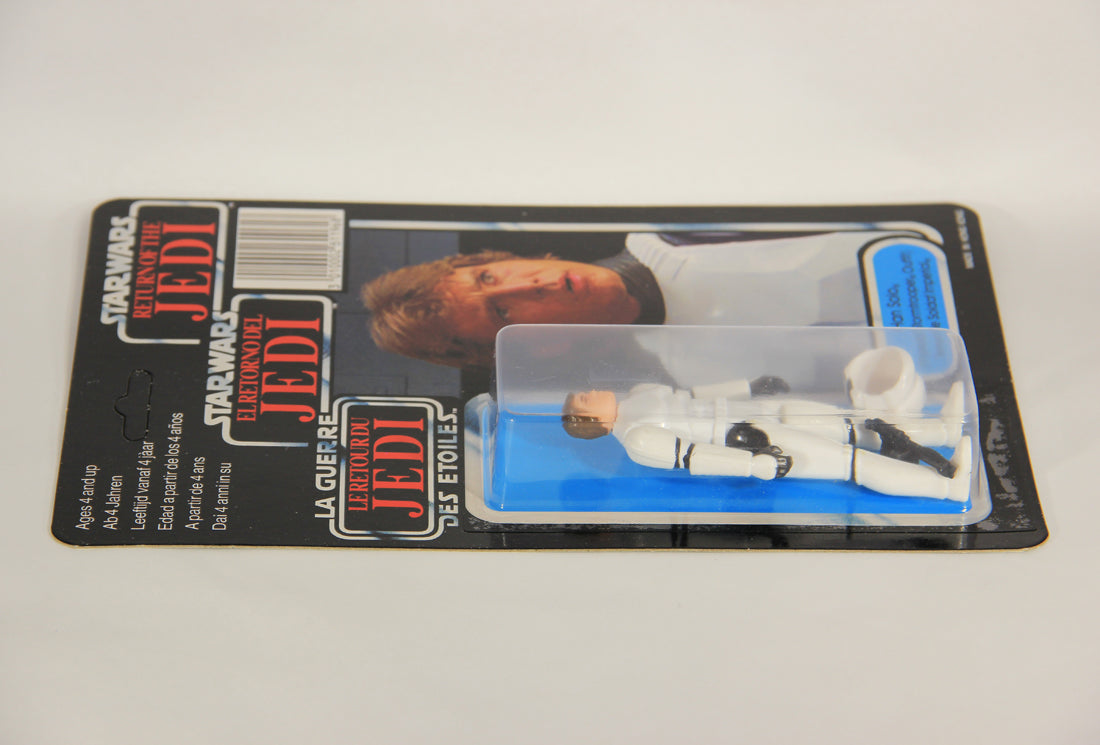 STAR WARS
RETURN OF THE
JEDI
STAR WARS
EL RETORNO DEL
JEDI
LA GUERRE
LE RETOUR DU
JEDI
DES ETOILES
Ages 4 and up
Ab 4 Jahren
Leeftijd vanaf 4 jaar
Edad a partir de los 4 años
A partir de 4 ans
Dai 4 anni in su
Han Solo,